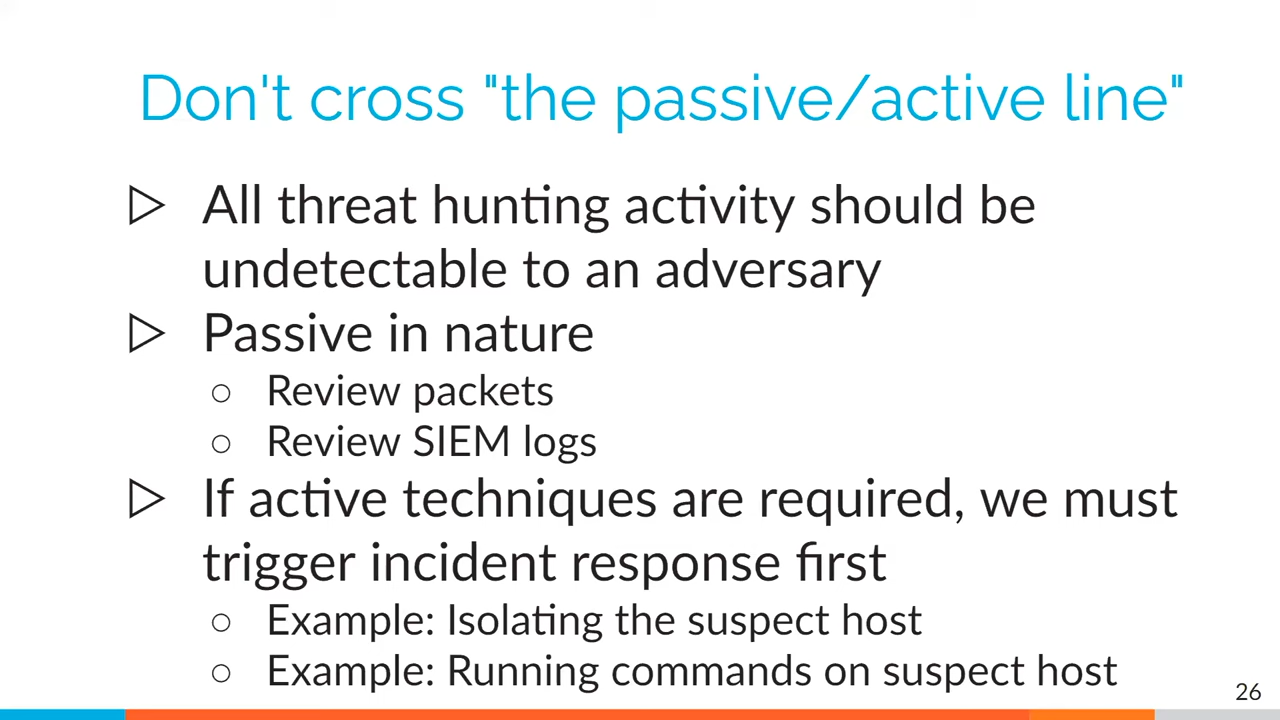 Don't cross "the passive/active line"
▷ All threat hunting activity should be
undetectable to an adversary
▷ Passive in nature
○ Review packets
○ Review SIEM logs
▷ If active techniques are required, we must
trigger incident response first
○ Example: Isolating the suspect host
○ Example: Running commands on suspect host
26